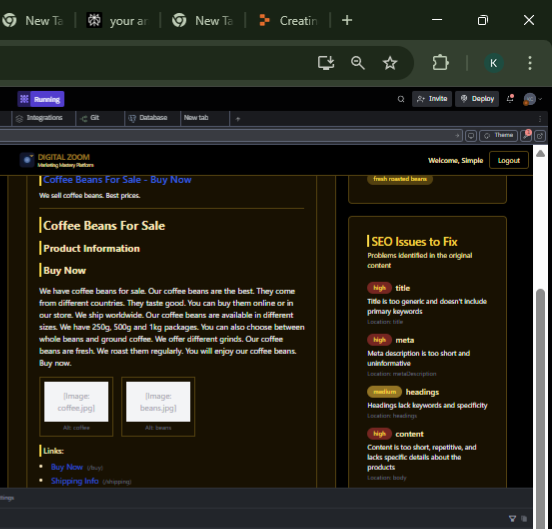 New Ta
your ar
New Ta
Creatin
K
Running
Invite
Deploy
Integrations
Git
Database
New tab
Theme
DIGITAL ZOOM
Marketing Mastery Platform
Welcome, Simple
Logout
Coffee Beans For Sale - Buy Now
We sell coffee beans. Best prices.
Coffee Beans For Sale
Product Information
Buy Now
We have coffee beans for sale. Our coffee beans are the best. They come
from different countries. They taste good. You can buy them online or in
our store. We ship worldwide. Our coffee beans are available in different
sizes. We have 250g, 500g and 1kg packages. You can also choose between
whole beans and ground coffee. We offer different grinds. Our coffee
beans are fresh. We roast them regularly. You will enjoy our coffee beans.
Buy now.
[Image:
coffee.jpg]
Alt: coffee
[Image:
beans.jpg]
Alt: beans
Links:
Buy Now (/buy)
Shipping Info (/shipping)
fresh roasted beans
SEO Issues to Fix
Problems identified in the original
content
high title
Title is too generic and doesn't include
primary keywords
Location: title
high meta
Meta description is too short and
uninformative
Location: metaDescription
medium headings
Headings lack keywords and specificity
Location: headings
high content
Content is too short, repetitive, and
lacks specific details about the
products
Location: body
ttings